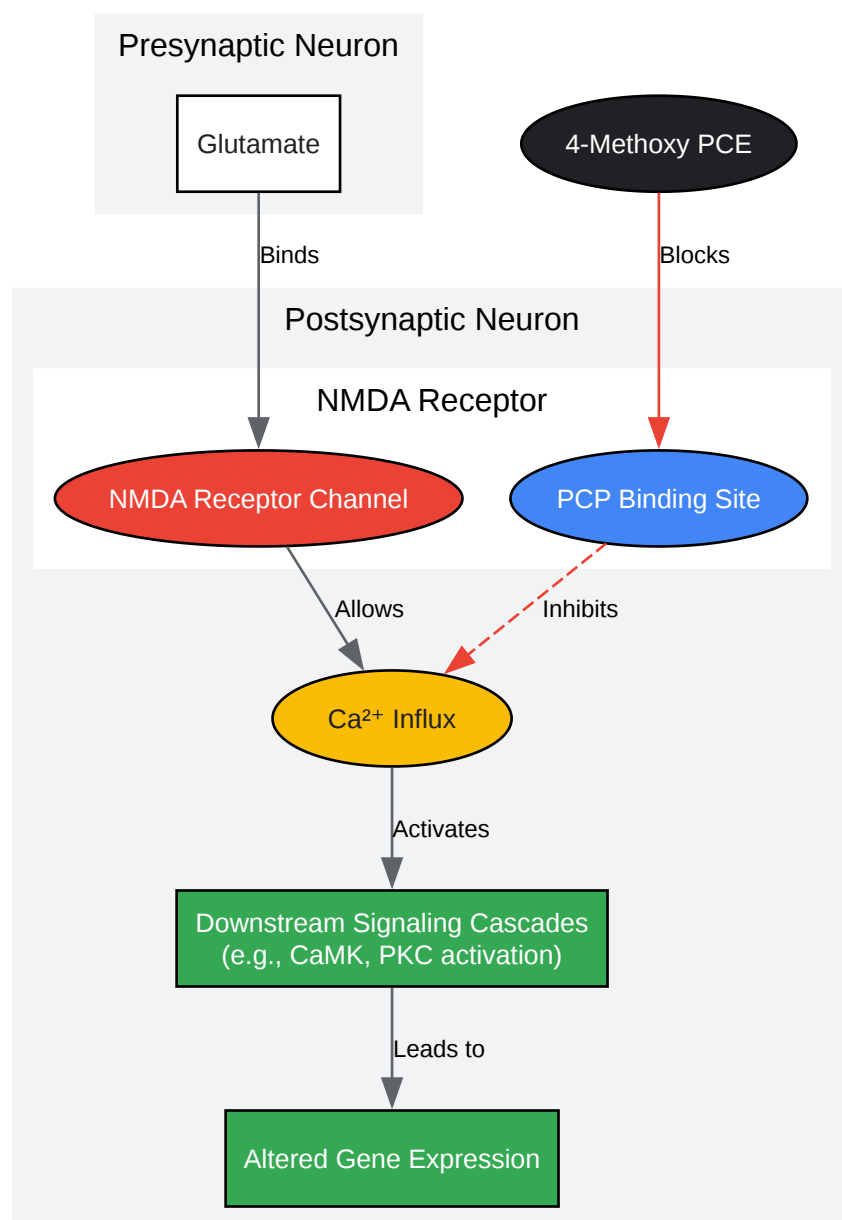 Presynaptic Neuron
Glutamate
4-Methoxy PCE
Binds
Blocks
Postsynaptic Neuron
NMDA Receptor
NMDA Receptor Channel
PCP Binding Site
Allows
Inhibits
Ca²⁺ Influx
Activates
Downstream Signaling Cascades
(e.g., CaMK, PKC activation)
Leads to
Altered Gene Expression